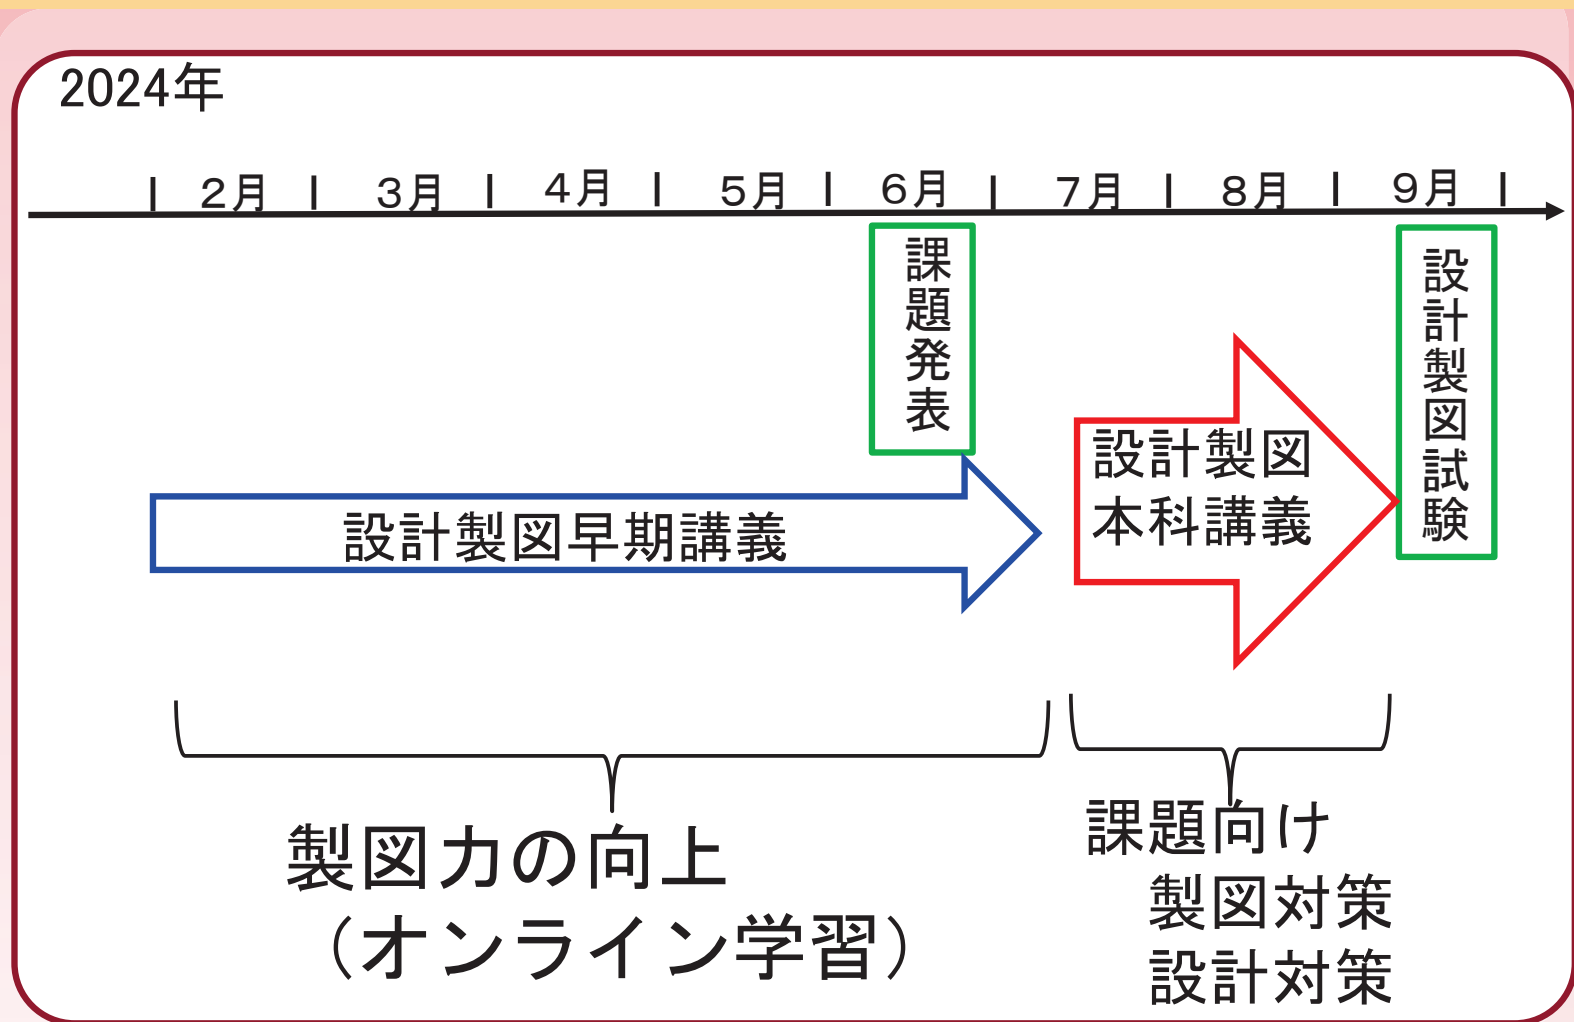 2024年
2月 3月 4月 5月 6月 7月 8月 9月
課題発表
設計製図試験
設計製図早期講義
設計製図
本科講義
製図力の向上
（オンライン学習）
課題向け
製図対策
設計対策